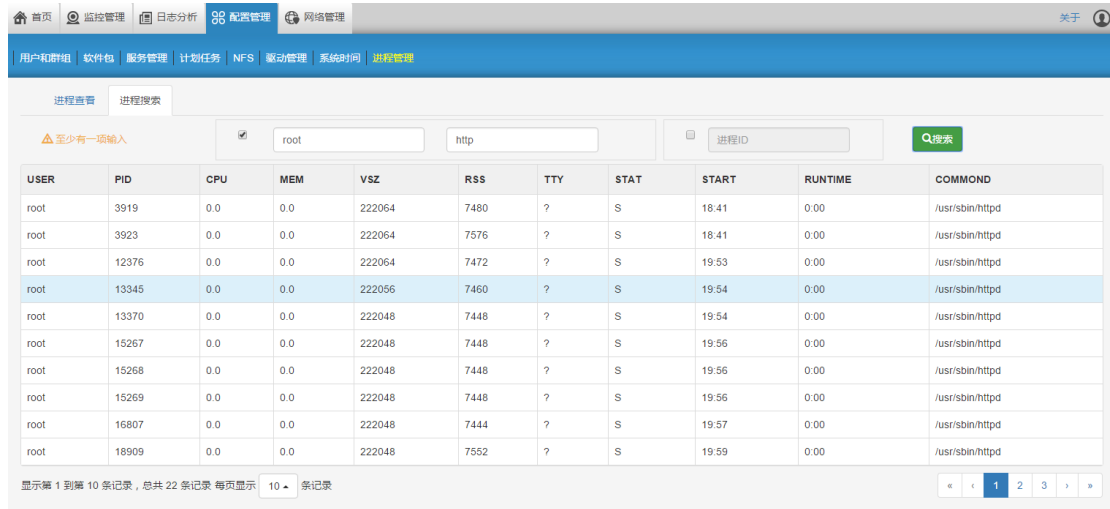 首页 监控管理 日志分析 配置管理 网络管理 关于
用户和群组 软件包 服务管理 计划任务 NFS 驱动管理 系统时间 进程管理
进程查看 进程搜索
至少有一项输入 root http 进程ID 搜索
USER PID CPU MEM VSZ RSS TTY STAT START RUNTIME COMMOND
root 3919 0.0 0.0 222064 7480 ? S 18:41 0:00 /usr/sbin/httpd
root 3923 0.0 0.0 222064 7576 ? S 18:41 0:00 /usr/sbin/httpd
root 12376 0.0 0.0 222064 7472 ? S 19:53 0:00 /usr/sbin/httpd
root 13345 0.0 0.0 222056 7460 ? S 19:54 0:00 /usr/sbin/httpd
root 13370 0.0 0.0 222048 7448 ? S 19:54 0:00 /usr/sbin/httpd
root 15267 0.0 0.0 222048 7448 ? S 19:56 0:00 /usr/sbin/httpd
root 15268 0.0 0.0 222048 7448 ? S 19:56 0:00 /usr/sbin/httpd
root 15269 0.0 0.0 222048 7448 ? S 19:56 0:00 /usr/sbin/httpd
root 16807 0.0 0.0 222048 7444 ? S 19:57 0:00 /usr/sbin/httpd
root 18909 0.0 0.0 222048 7552 ? S 19:59 0:00 /usr/sbin/httpd
显示第 1 到第 10 条记录，总共 22 条记录 每页显示 10 条记录 « ‹ 1 2 3 › »